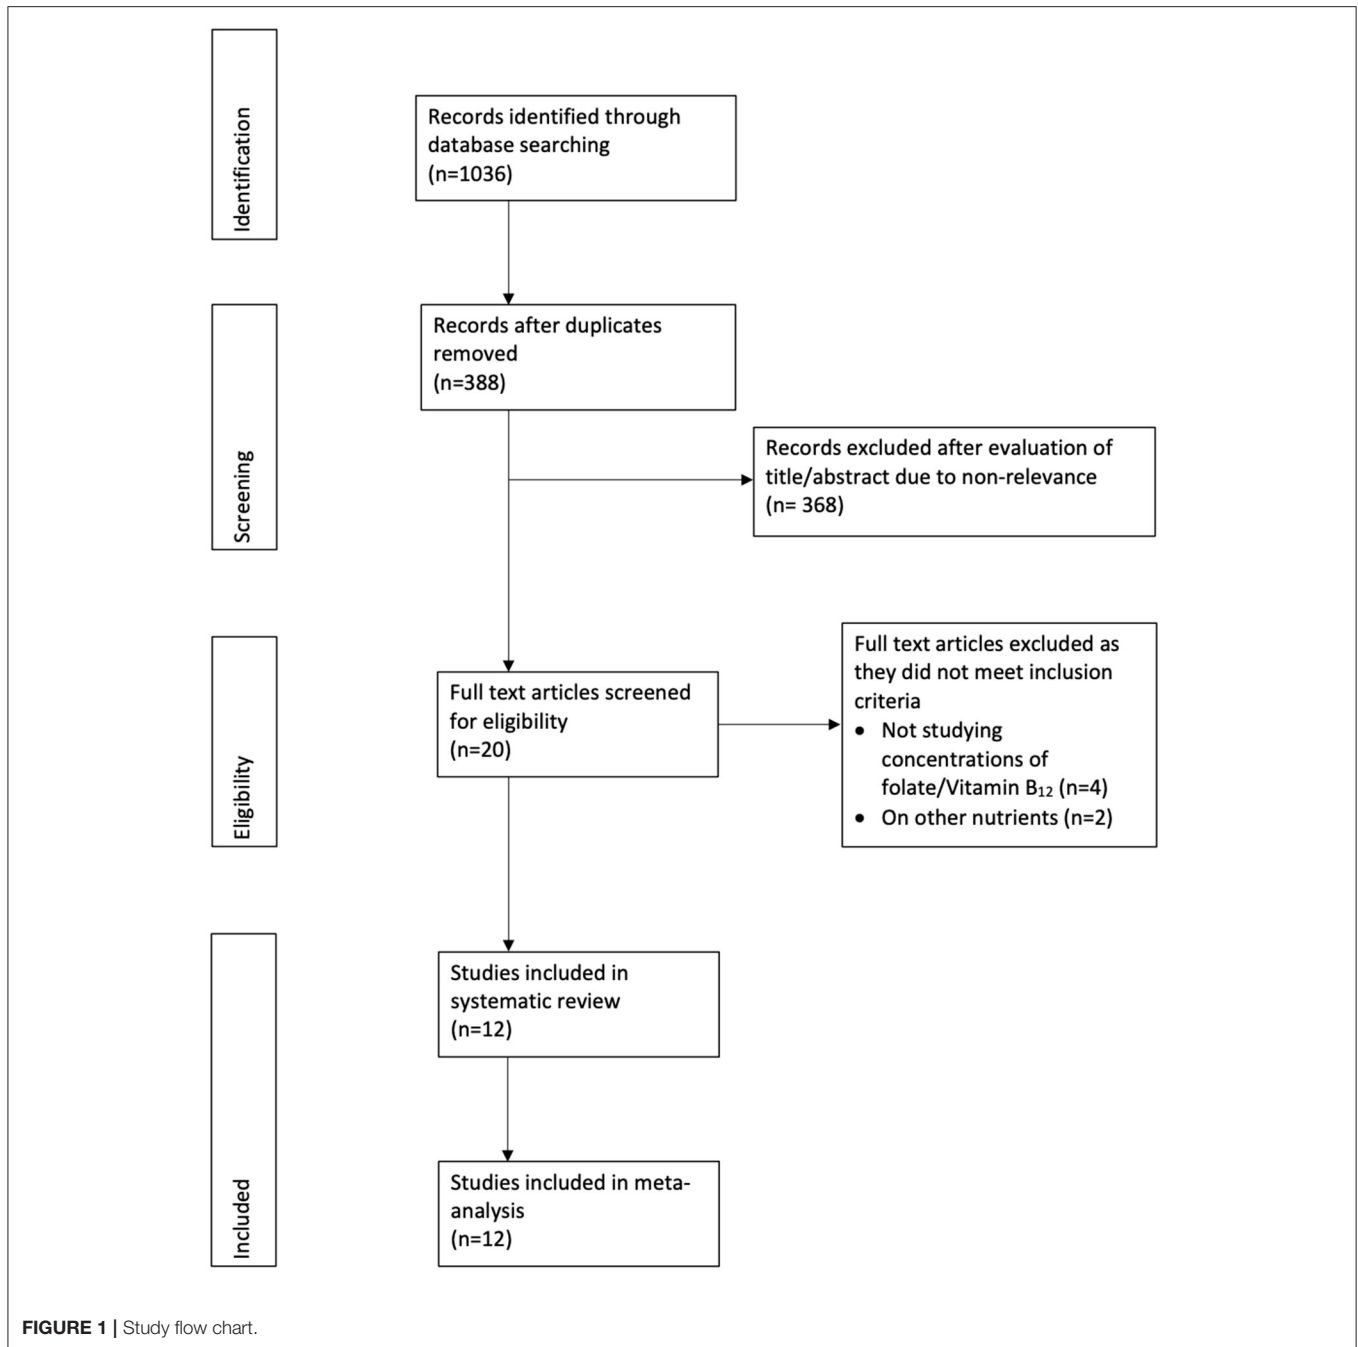 Identification
Records identified through
database searching
(n=1036)
Screening
Records after duplicates
removed
(n=388)
Records excluded after evaluation of
title/abstract due to non-relevance
(n= 368)
Eligibility
Full text articles screened
for eligibility
(n=20)
Full text articles excluded as
they did not meet inclusion
criteria
• Not studying
concentrations of
folate/Vitamin B₁₂ (n=4)
• On other nutrients (n=2)
Included
Studies included in
systematic review
(n=12)
Studies included in meta-
analysis
(n=12)
FIGURE 1 | Study flow chart.